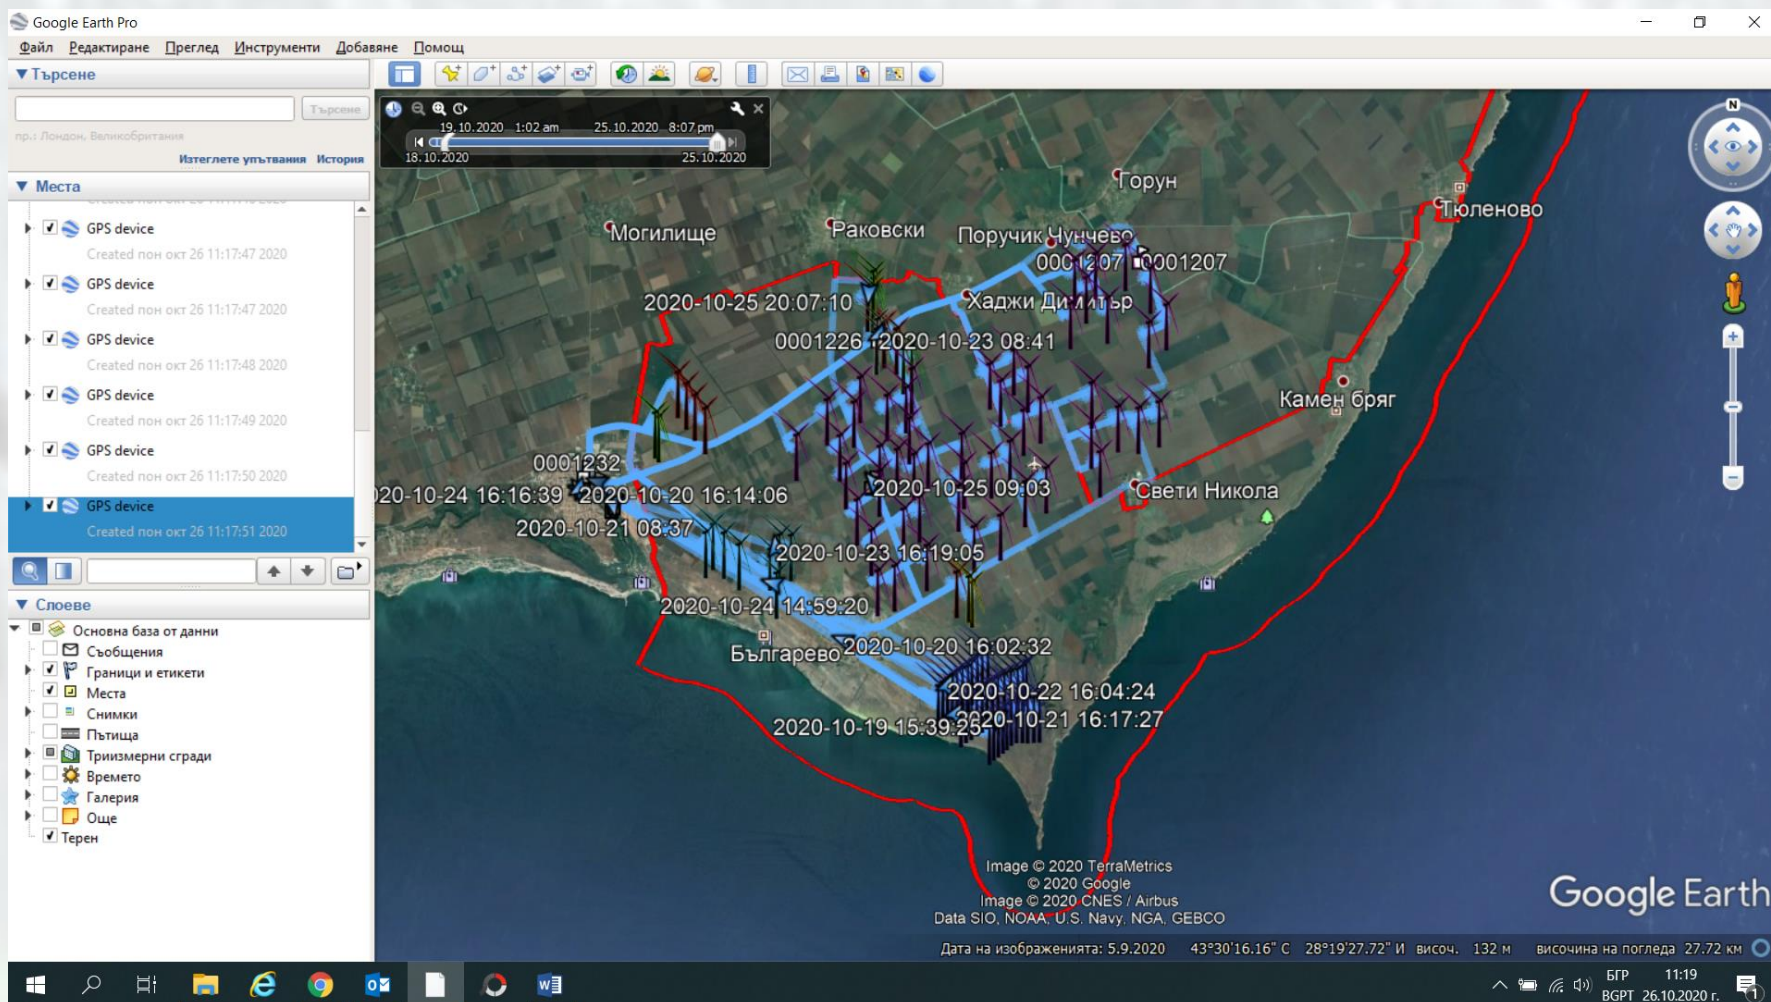 Google Earth Pro
Файл Редактиране Преглед Инструменти Добавяне Помощ
Търсене
Търсене
пр.: Лондон, Великобритания
Изтеглете упътвания История
Места
GPS device
Created пон окт 26 11:17:47 2020
GPS device
Created пон окт 26 11:17:47 2020
GPS device
Created пон окт 26 11:17:48 2020
GPS device
Created пон окт 26 11:17:49 2020
GPS device
Created пон окт 26 11:17:50 2020
GPS device
Created пон окт 26 11:17:51 2020
Слоеве
Основна база от данни
Съобщения
Граници и етикети
Места
Снимки
Пътища
Триизмерни сгради
Времето
Галерия
Още
Терен
19.10.2020 1:02 am 25.10.2020 8:07 pm
18.10.2020 25.10.2020
N
Горун
Тюленово
Могилище
Раковски
Поручик Чунчево
0001207 0001207
2020-10-25 20:07:10
Хаджи Димитър
0001226 2020-10-23 08:41
Камен бряг
0001232
20-10-24 16:16:39 2020-10-20 16:14:06
2020-10-25 09:03
Свети Никола
2020-10-21 08:37
2020-10-23 16:19:05
2020-10-24 14:59:20
Българево
2020-10-20 16:02:32
2020-10-22 16:04:24
2020-10-19 15:39:25
2020-10-21 16:17:27
Image © 2020 TerraMetrics
© 2020 Google
Image © 2020 CNES / Airbus
Data SIO, NOAA, U.S. Navy, NGA, GEBCO
Google Earth
Дата на изображенията: 5.9.2020 43°30'16.16" С 28°19'27.72" И височ. 132 м височина на погледа 27.72 км
БГР 11:19
BGPT 26.10.2020 г.
1